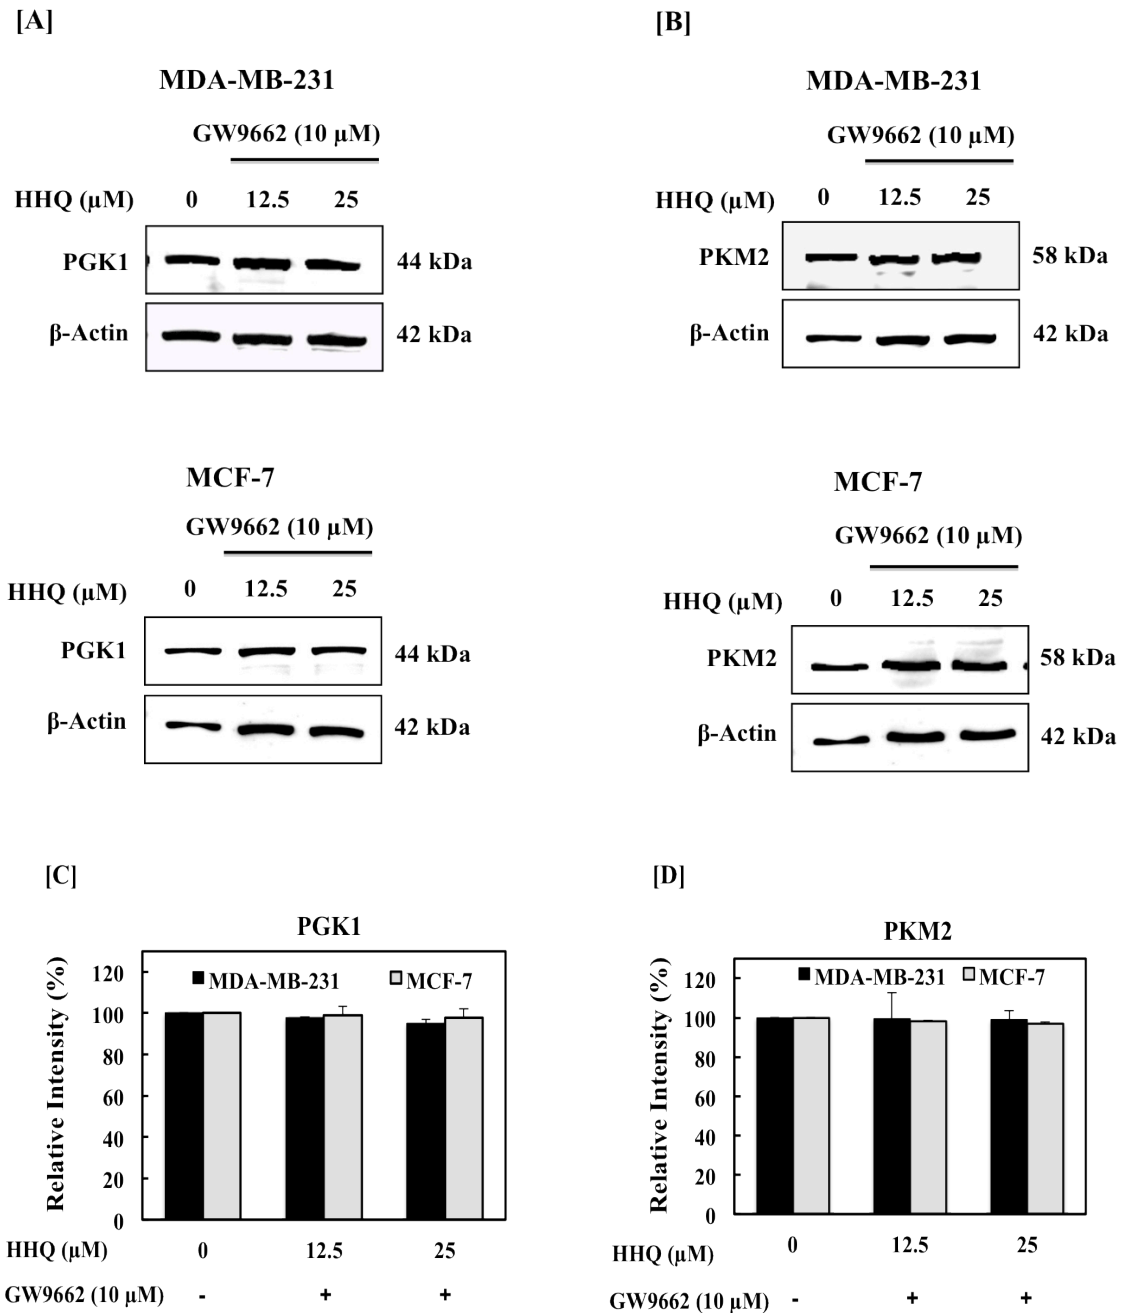 [A]
MDA-MB-231
GW9662 (10 µM)
HHQ (µM) 0 12.5 25
PGK1 44 kDa
β-Actin 42 kDa
MCF-7
GW9662 (10 µM)
HHQ (µM) 0 12.5 25
PGK1 44 kDa
β-Actin 42 kDa
[B]
MDA-MB-231
GW9662 (10 µM)
HHQ (µM) 0 12.5 25
PKM2 58 kDa
β-Actin 42 kDa
MCF-7
GW9662 (10 µM)
HHQ (µM) 0 12.5 25
PKM2 58 kDa
β-Actin 42 kDa
[C]
PGK1
Relative Intensity (%)
MDA-MB-231 MCF-7
120
100
80
60
40
20
0
HHQ (µM) 0 12.5 25
GW9662 (10 µM) - + +
[D]
PKM2
Relative Intensity (%)
MDA-MB-231 MCF-7
120
100
80
60
40
20
0
HHQ (µM) 0 12.5 25
GW9662 (10 µM) - + +